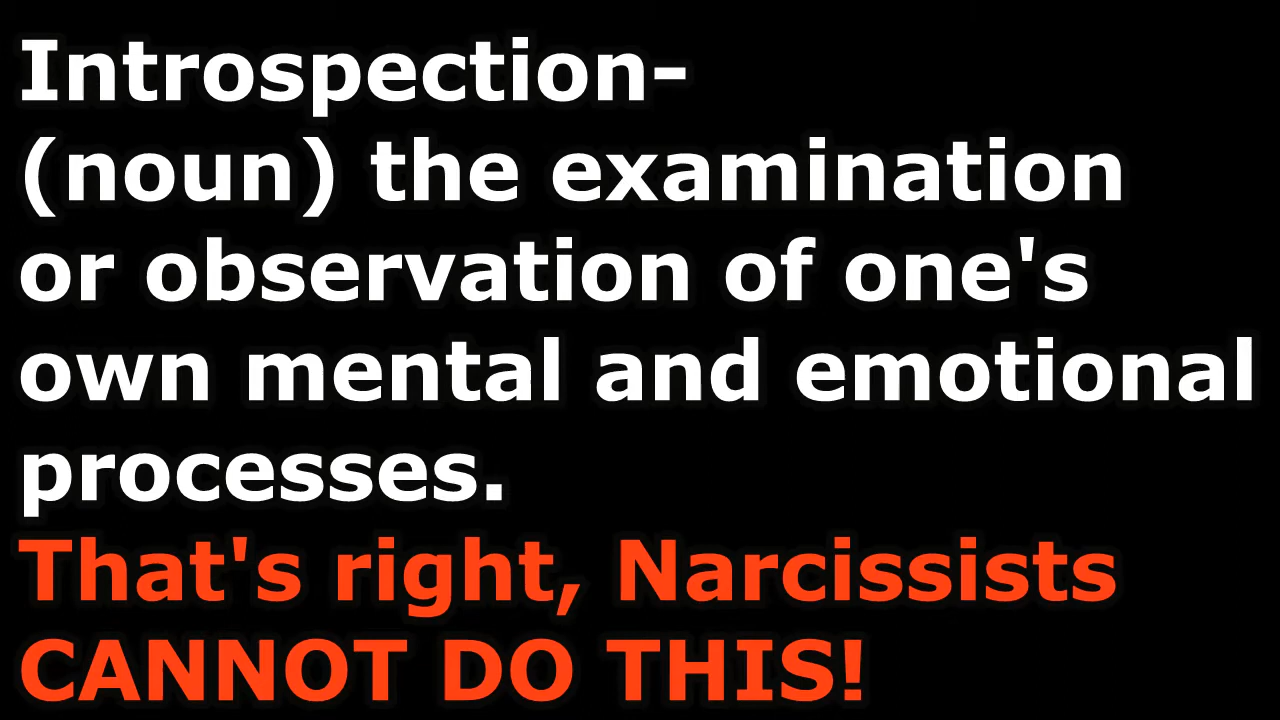 Introspection-
(noun) the examination
or observation of one's
own mental and emotional
processes.
That's right, Narcissists
CANNOT DO THIS!